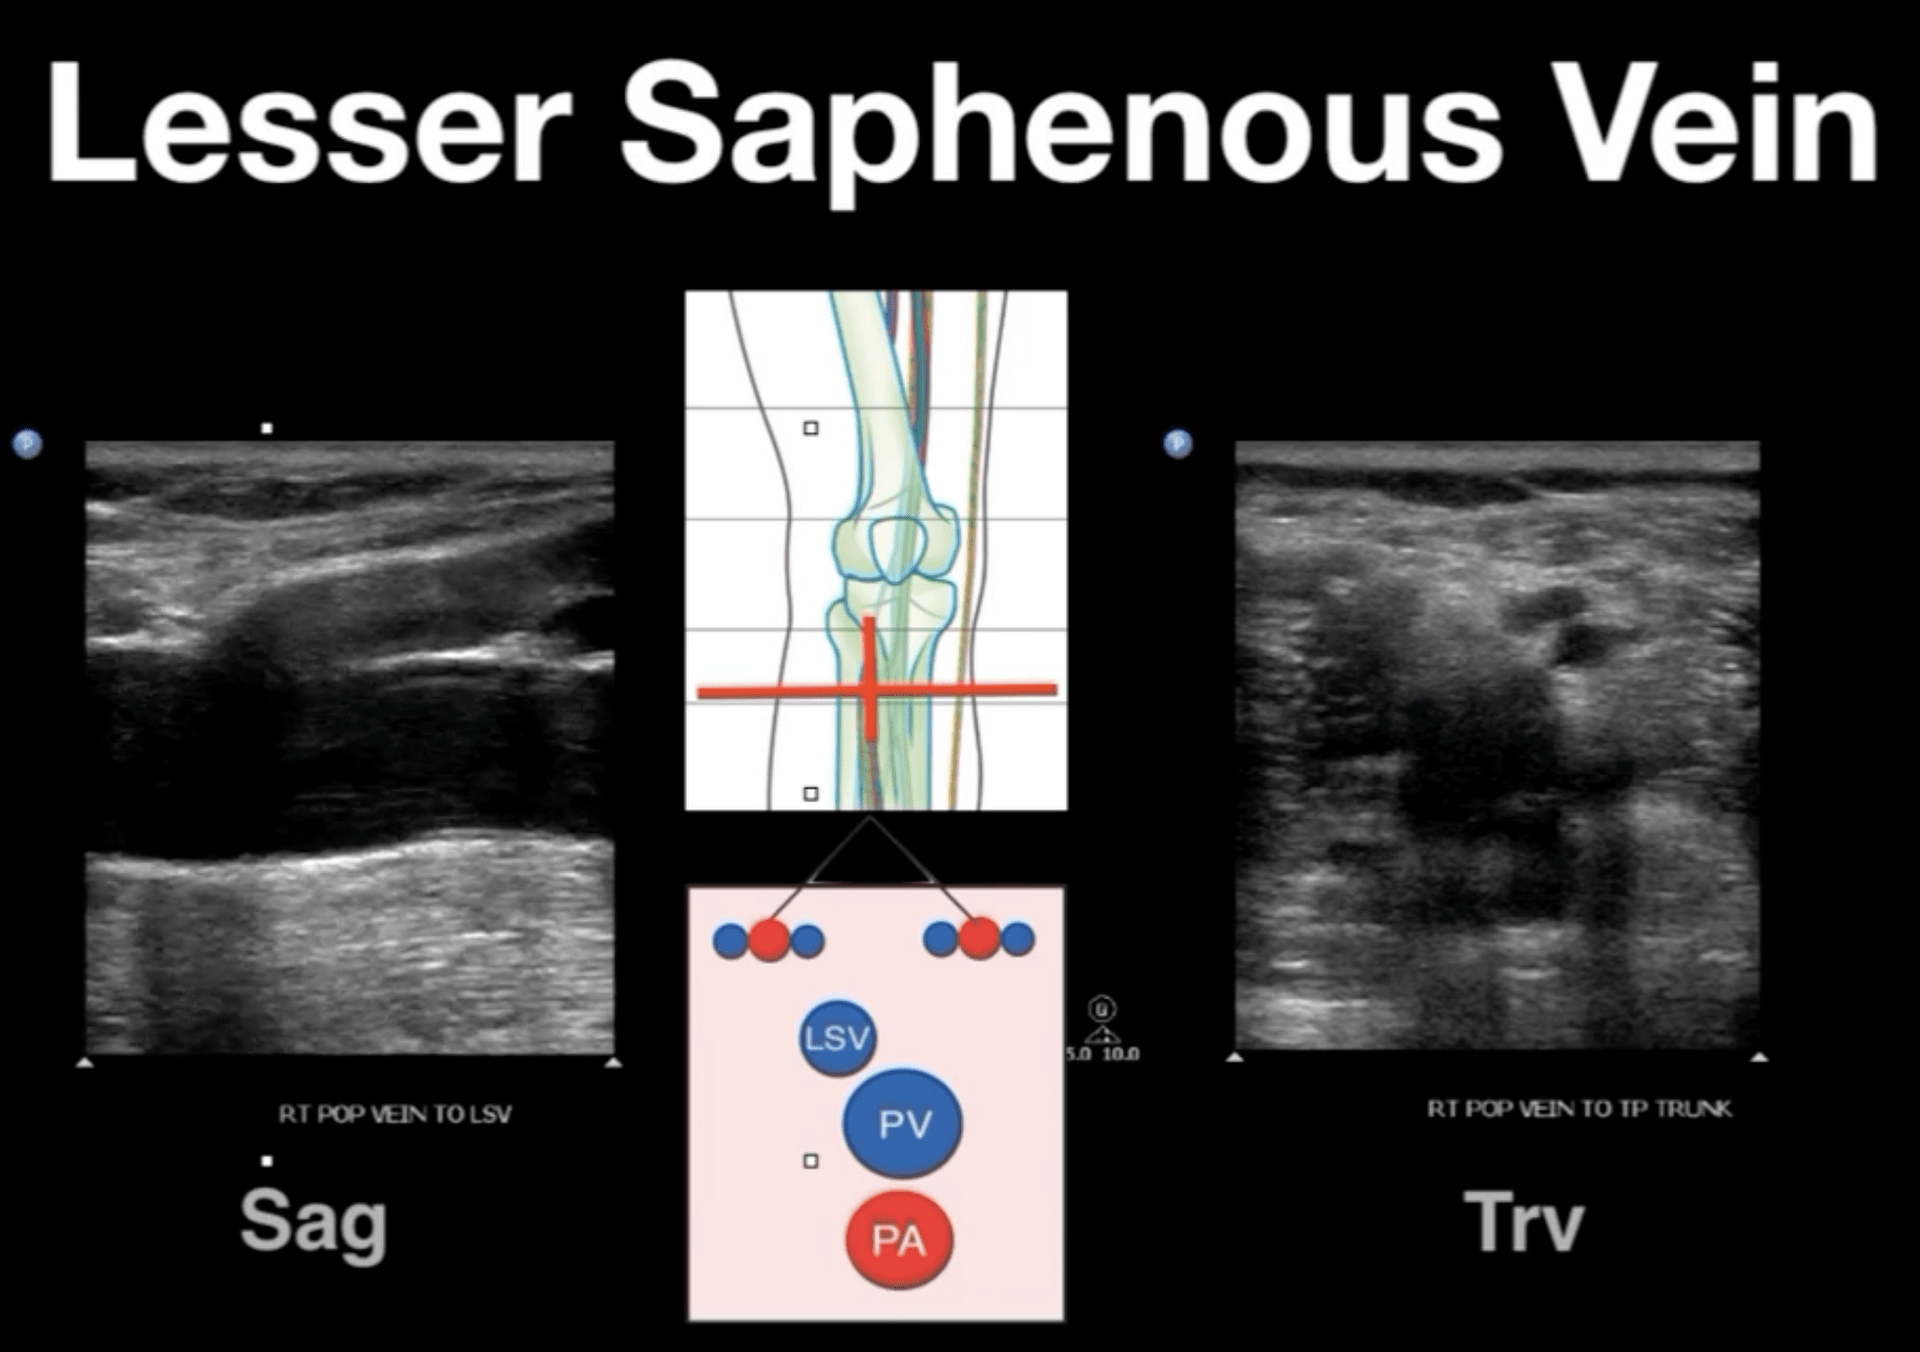 Lesser Saphenous Vein
P
P
LSV
PV
PA
5.0 10.0
RT POP VEIN TO LSV
RT POP VEIN TO TP TRUNK
Sag
Trv